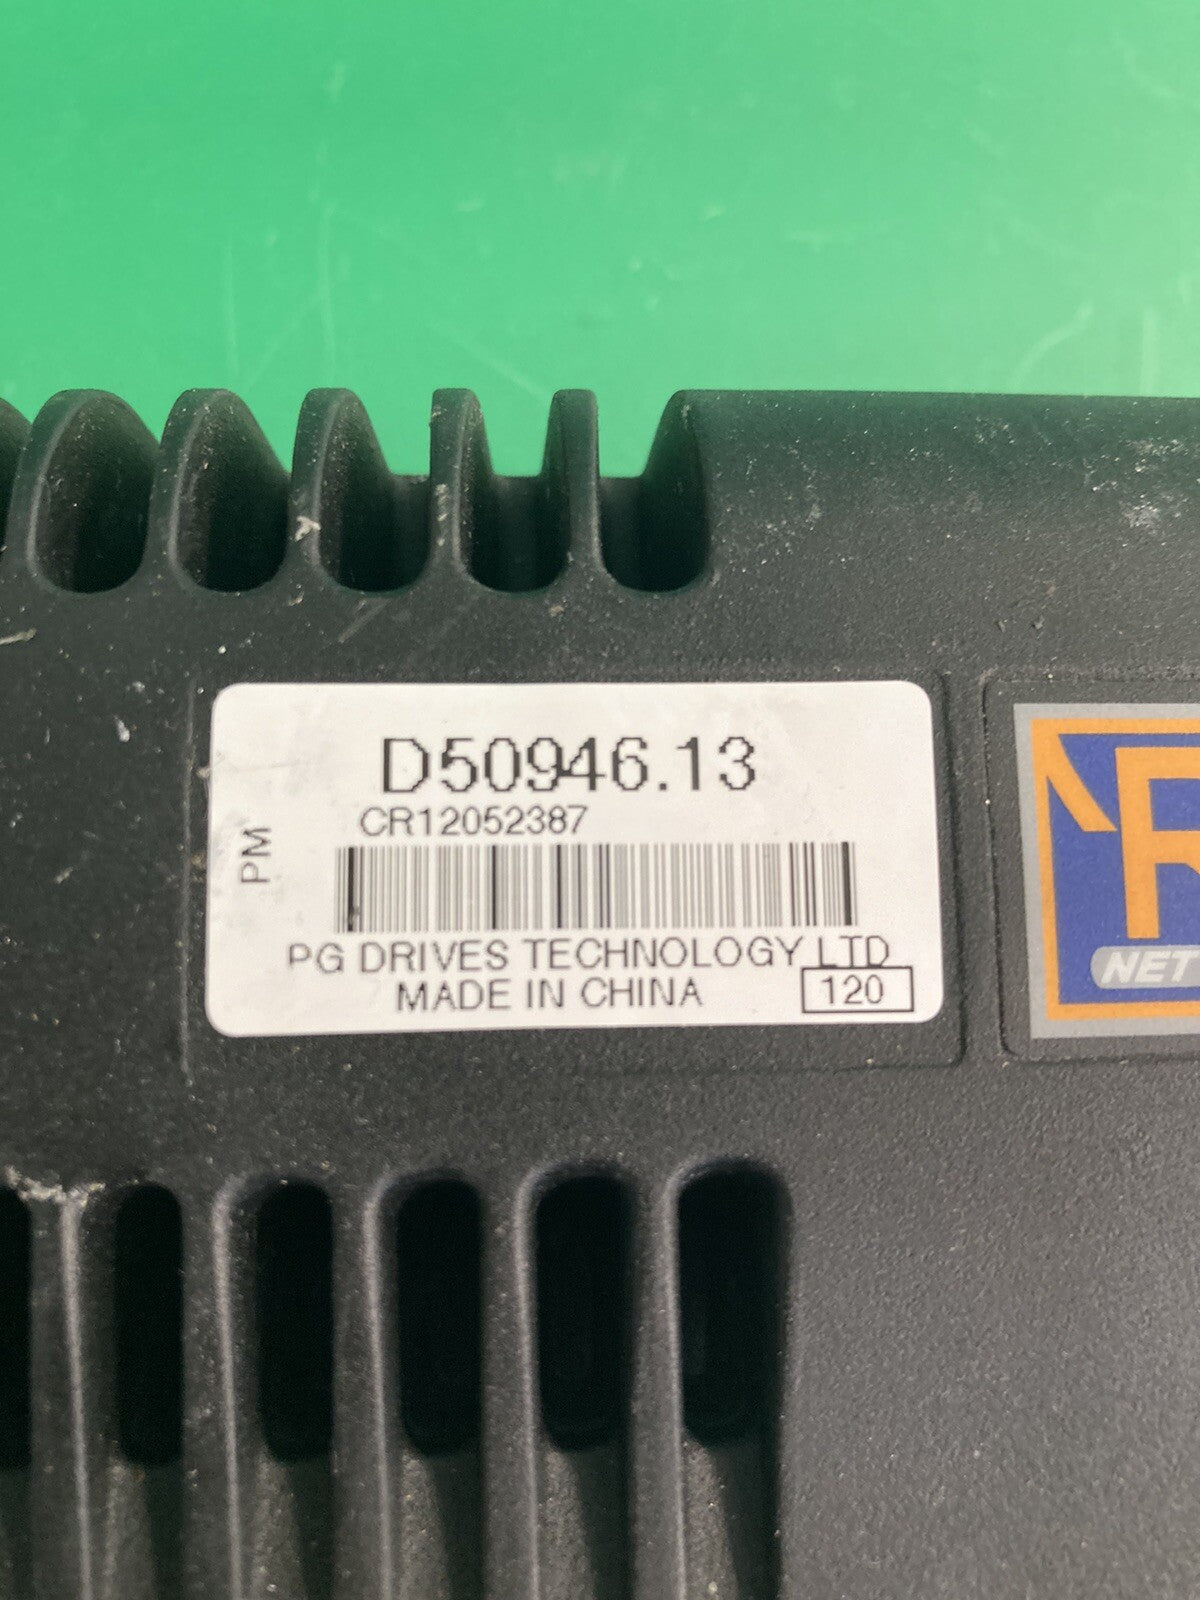 D50946.13
CR12052387
PM
PG DRIVES TECHNOLOGY LTD
MADE IN CHINA
120
R
NET